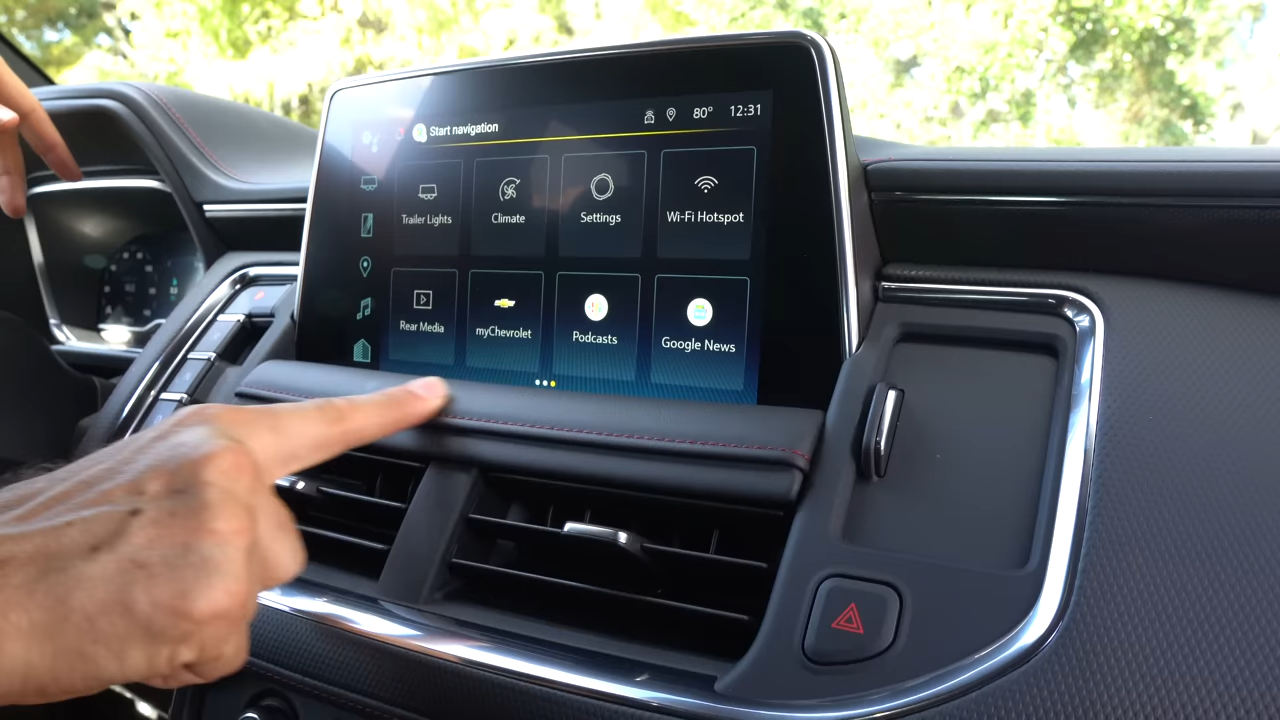 Start navigation
80° 12:31
Trailer Lights
Climate
Settings
Wi-Fi Hotspot
Rear Media
myChevrolet
Podcasts
Google News